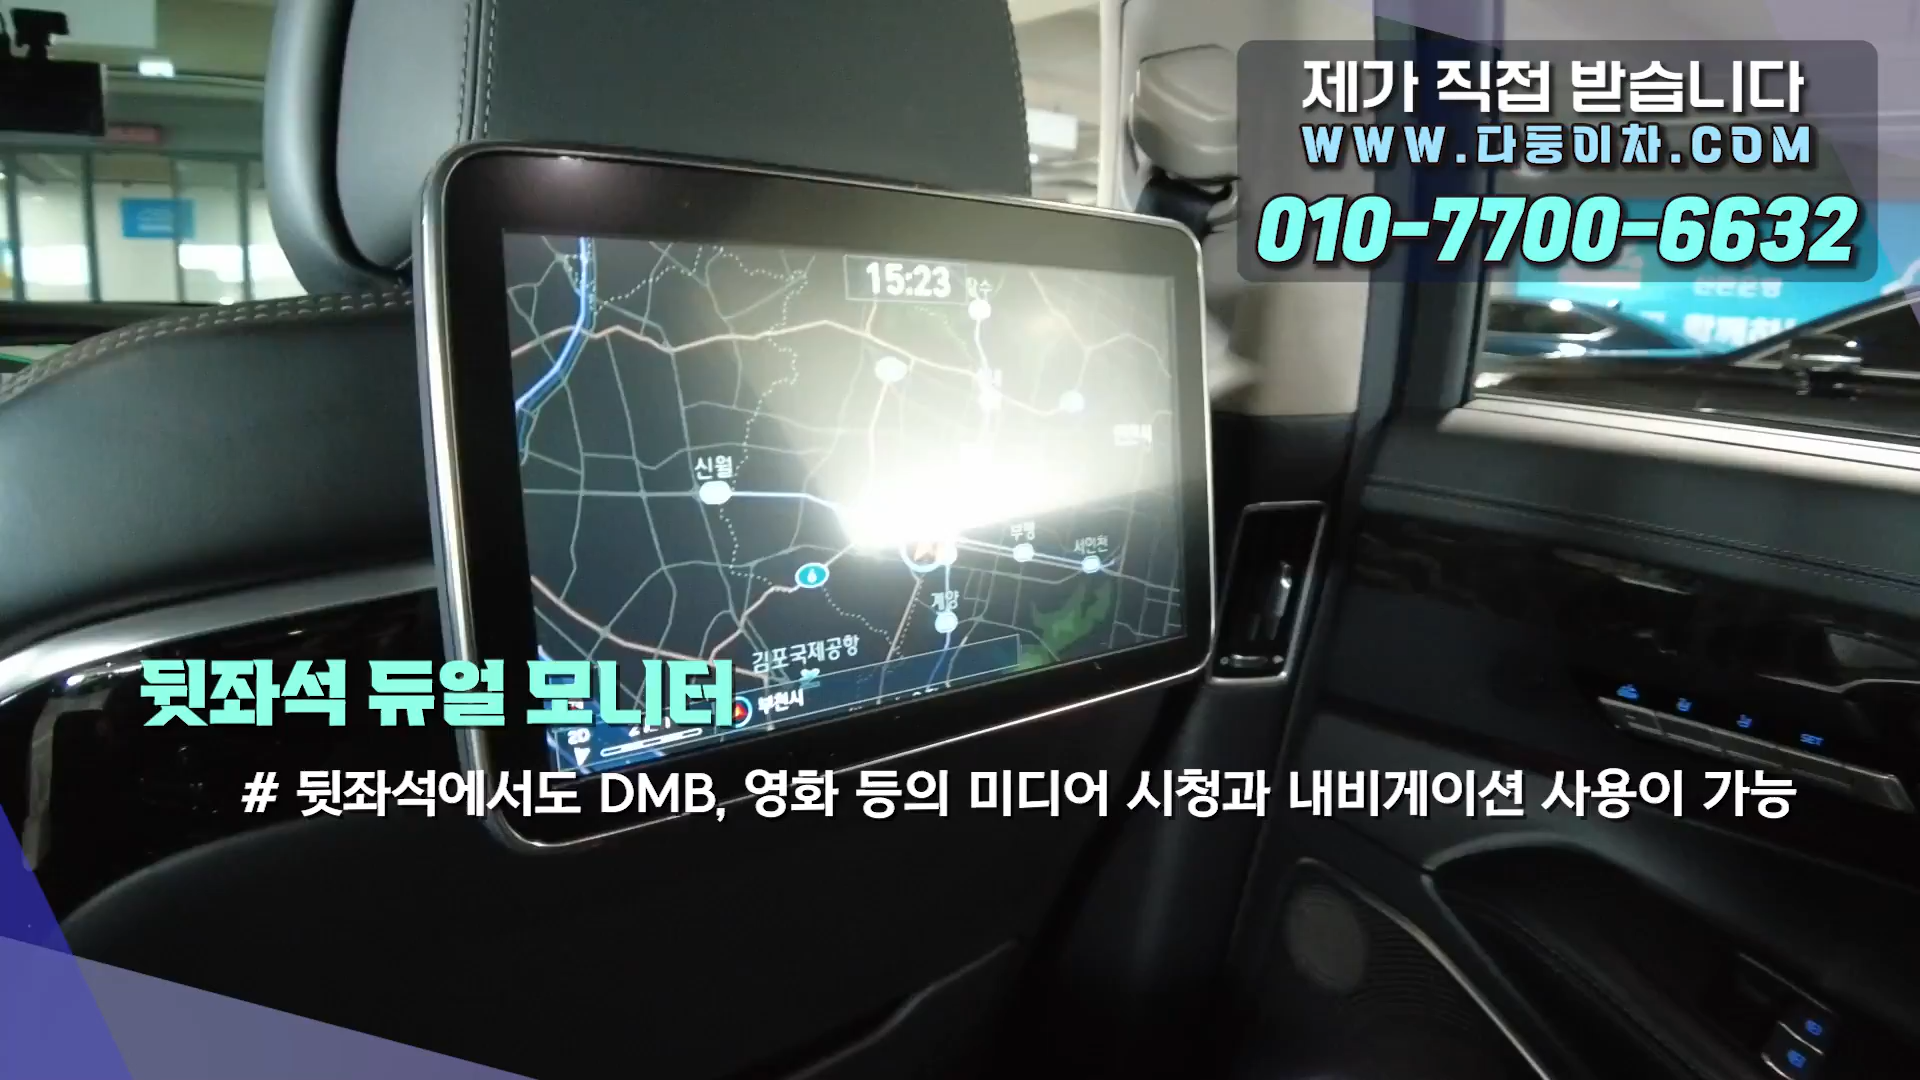 제가 직접 받습니다
WWW.다둥이차.COM
010-7700-6632
15:23
신월
부평
서인천
계양
김포국제공항
부천시
2D
SET
뒷좌석 듀얼 모니터
# 뒷좌석에서도 DMB, 영화 등의 미디어 시청과 내비게이션 사용이 가능